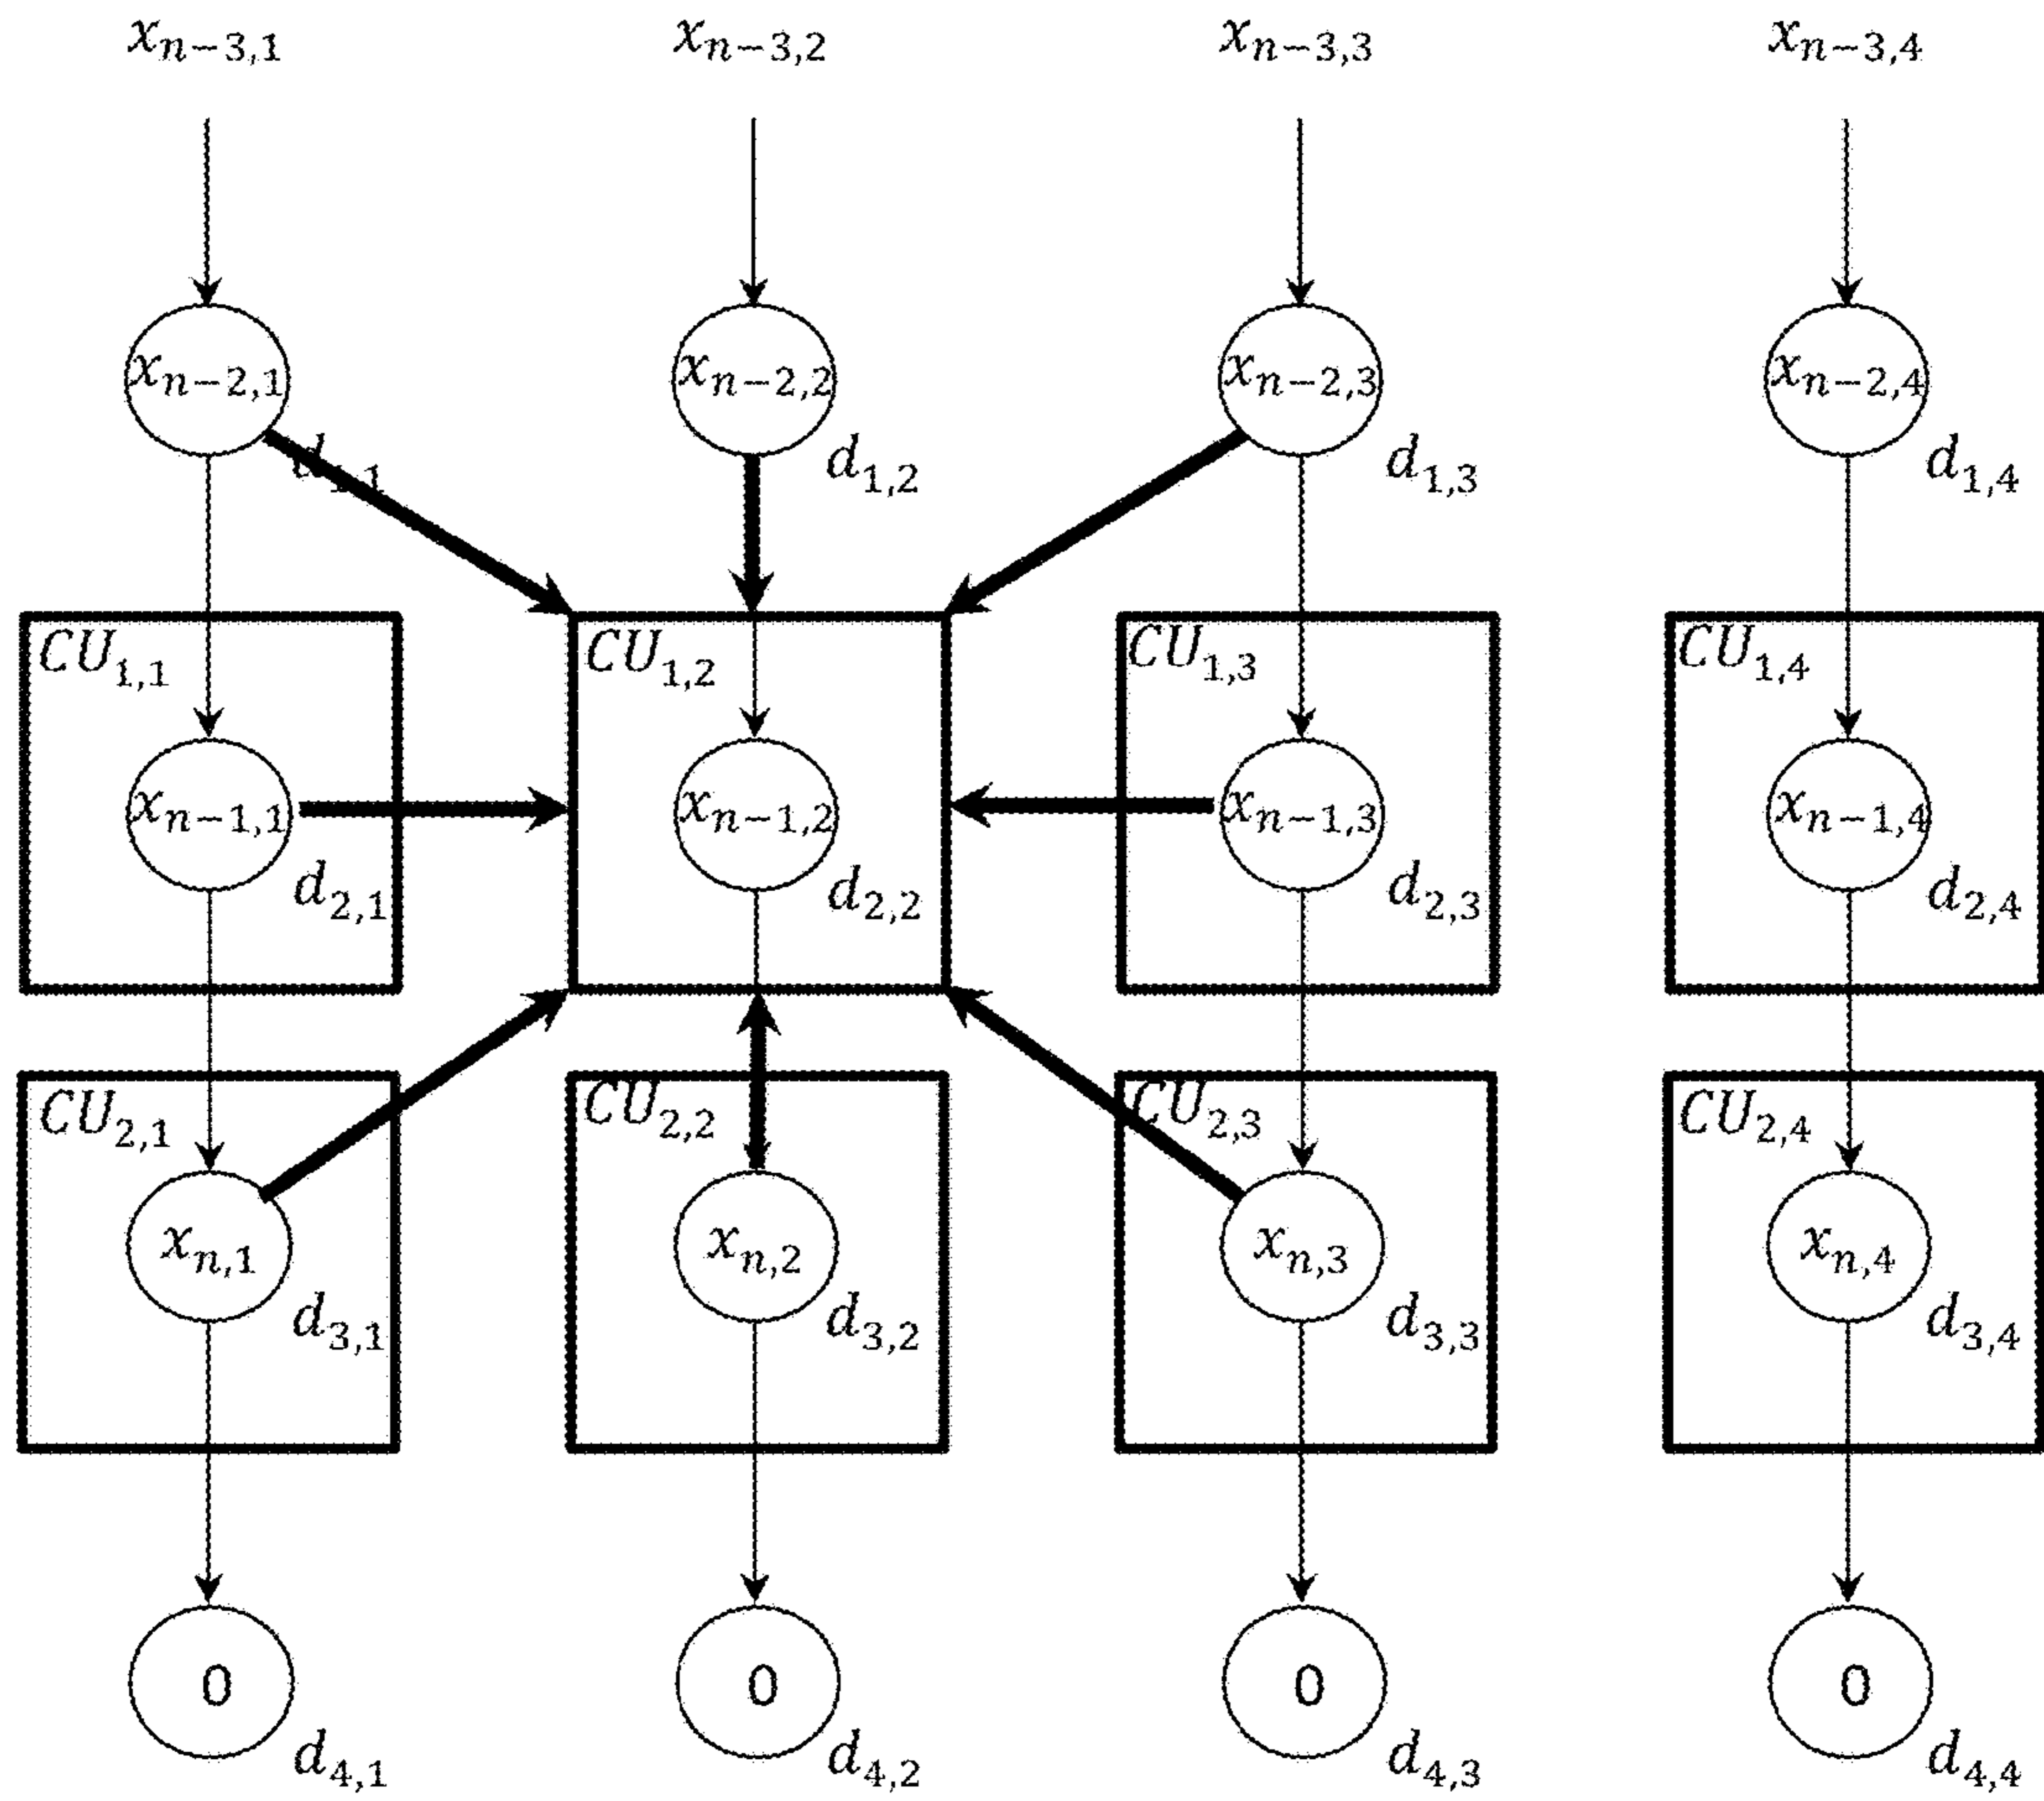 x_{n−3,1} x_{n−3,2} x_{n−3,3} x_{n−3,4}
x_{n−2,1} x_{n−2,2} x_{n−2,3} x_{n−2,4}
d_{1,1} d_{1,2} d_{1,3} d_{1,4}
CU_{1,1} CU_{1,2} CU_{1,3} CU_{1,4}
x_{n−1,1} x_{n−1,2} x_{n−1,3} x_{n−1,4}
d_{2,1} d_{2,2} d_{2,3} d_{2,4}
CU_{2,1} CU_{2,2} CU_{2,3} CU_{2,4}
x_{n,1} x_{n,2} x_{n,3} x_{n,4}
d_{3,1} d_{3,2} d_{3,3} d_{3,4}
0 0 0 0
d_{4,1} d_{4,2} d_{4,3} d_{4,4}